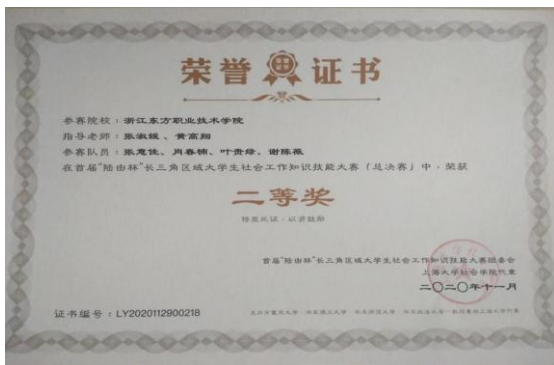 荣誉证书
参赛院校：浙江东方职业技术学院
指导老师：张淑媛、黄高翔
参赛队员：张意佳、肖春楠、叶贵绿、谢陈薇
在首届"陆由杯"长三角区域大学生社会工作知识技能大赛（总决赛）中，荣获
二等奖
特发此证，以资鼓励
首届"陆由杯"长三角区域大学生社会工作知识技能大赛组委会
上海大学社会学院代章
二〇二〇年十一月
证书编号：LY2020112900218